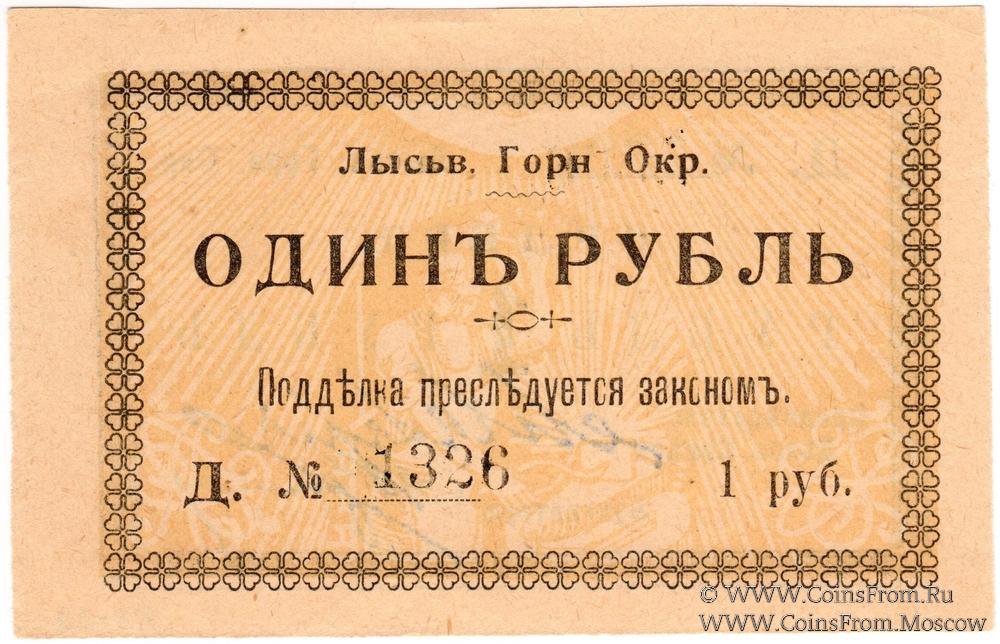 Лысьв. Горн Окр.
ОДИНЪ РУБЛЬ
Поддѣлка преслѣдуется закономъ.
Д. № 1326 1 руб.
© WWW.CoinsFrom.Ru
WWW.CoinsFrom.Moscow